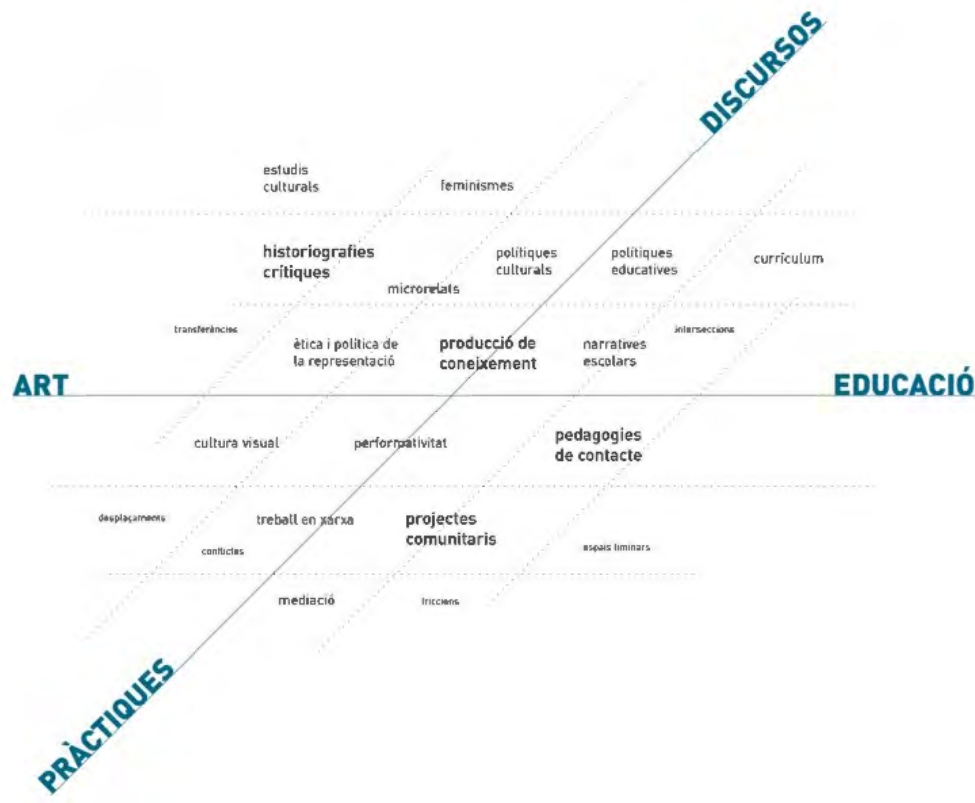 DISCURSOS
estudis
culturals
feminismes
historiografies
crítiques
polítiques
culturals
polítiques
educatives
currículum
microrelats
transferències
interseccions
ètica i política de
la representació
producció de
coneixement
narratives
escolars
ART
EDUCACIÓ
cultura visual
performativitat
pedagogies
de contacte
desplaçaments
treball en xarxa
projectes
comunitaris
conflictes
espais liminars
mediació
friccions
PRÀCTIQUES